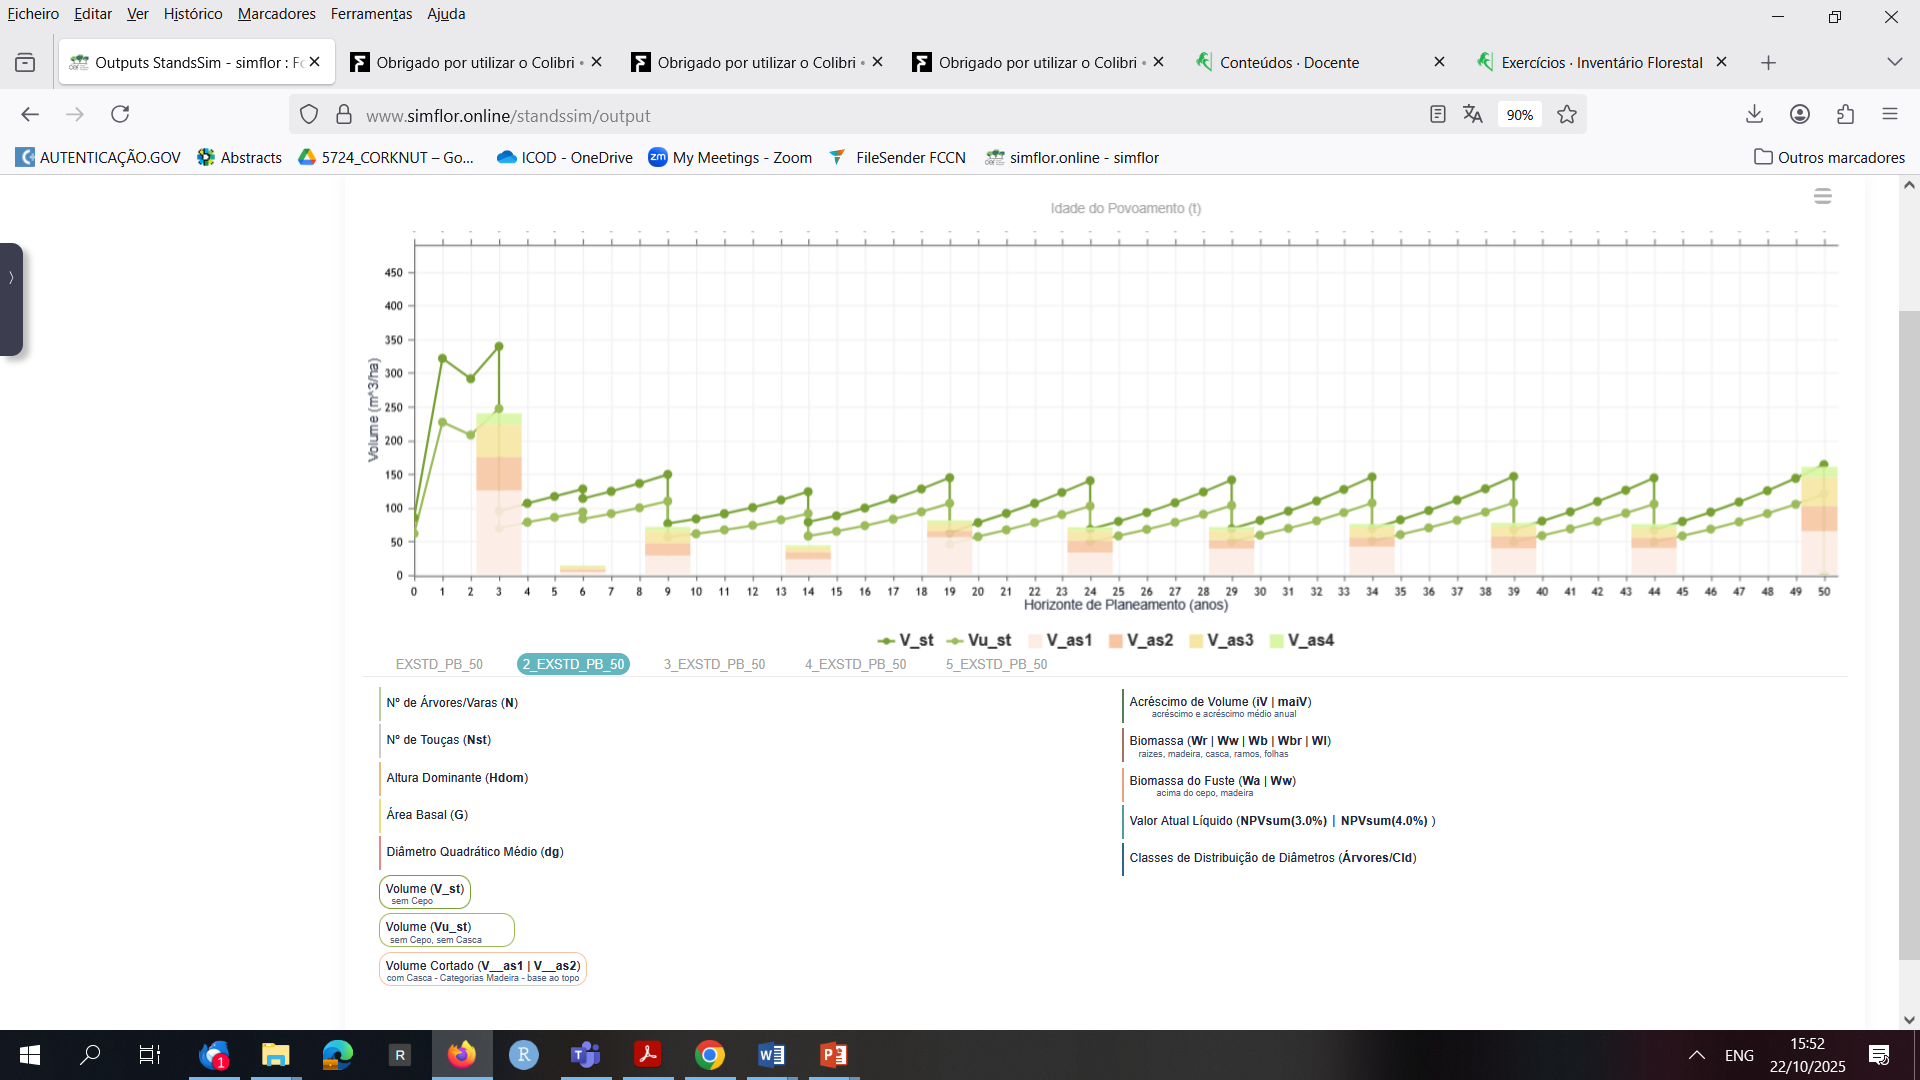 Ficheiro Editar Ver Histórico Marcadores Ferramentas Ajuda
Outputs StandsSim - simflor : Fo
Obrigado por utilizar o Colibri •
Obrigado por utilizar o Colibri •
Obrigado por utilizar o Colibri •
Conteúdos · Docente
Exercícios · Inventário Florestal
www.simflor.online/standssim/output
90%
AUTENTICAÇÃO.GOV
Abstracts
5724_CORKNUT – Go...
ICOD - OneDrive
zm My Meetings - Zoom
FileSender FCCN
simflor.online - simflor
Outros marcadores
Idade do Povoamento (t)
Volume (m^3/ha)
450
400
350
300
250
200
150
100
50
0
0 1 2 3 4 5 6 7 8 9 10 11 12 13 14 15 16 17 18 19 20 21 22 23 24 25 26 27 28 29 30 31 32 33 34 35 36 37 38 39 40 41 42 43 44 45 46 47 48 49 50
Horizonte de Planeamento (anos)
V_st Vu_st V_as1 V_as2 V_as3 V_as4
EXSTD_PB_50 2_EXSTD_PB_50 3_EXSTD_PB_50 4_EXSTD_PB_50 5_EXSTD_PB_50
Nº de Árvores/Varas (N)
Nº de Touças (Nst)
Altura Dominante (Hdom)
Área Basal (G)
Diâmetro Quadrático Médio (dg)
Volume (V_st)
sem Cepo
Volume (Vu_st)
sem Cepo, sem Casca
Volume Cortado (V__as1 | V__as2)
com Casca - Categorias Madeira - base ao topo
Acréscimo de Volume (iV | maiV)
acréscimo e acréscimo médio anual
Biomassa (Wr | Ww | Wb | Wbr | Wl)
raizes, madeira, casca, ramos, folhas
Biomassa do Fuste (Wa | Ww)
acima do cepo, madeira
Valor Atual Líquido (NPVsum(3.0%) | NPVsum(4.0%) )
Classes de Distribuição de Diâmetros (Árvores/Cld)
1
R
R
ENG
15:52
22/10/2025